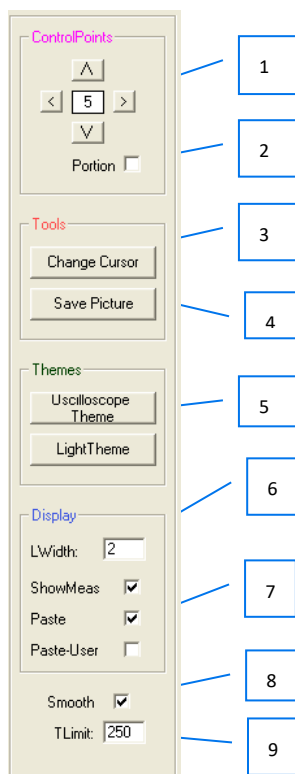 ControlPoints
^
< 5 >
V
Portion
1
2
Tools
Change Cursor
Save Picture
3
4
Themes
Uscilloscope
Theme
LightTheme
5
Display
LWidth: 2
ShowMeas
Paste
Paste-User
6
7
Smooth
TLimit: 250
8
9